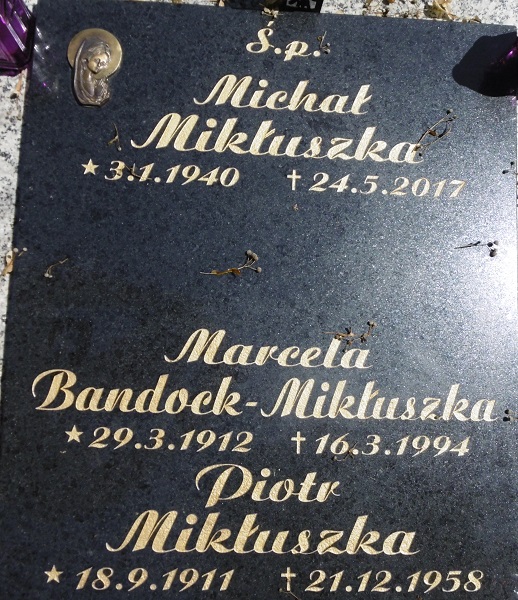 Ś.p.
Michał
Mikłuszka
★ 3.1.1940 † 24.5.2017
Marcela
Bandock-Mikłuszka
★ 29.3.1912 † 16.3.1994
Piotr
Mikłuszka
★ 18.9.1911 † 21.12.1958